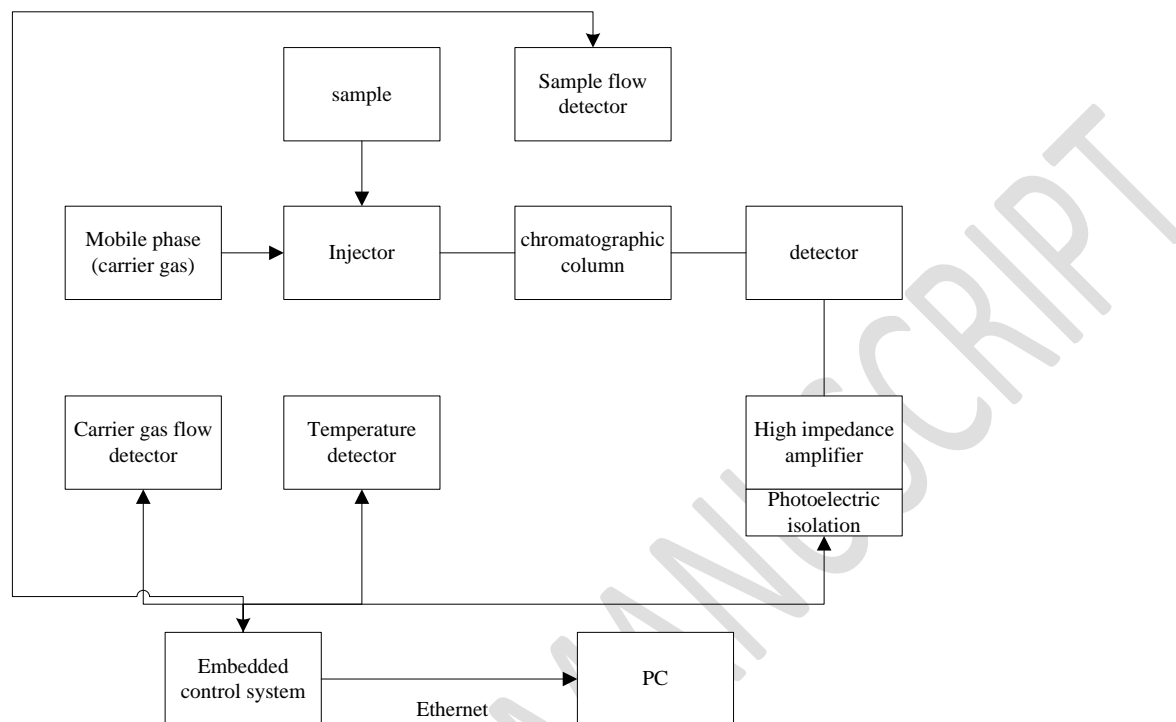 Sample flow
detector
sample
Mobile phase
(carrier gas)
Injector
chromatographic
column
detector
Carrier gas flow
detector
Temperature
detector
High impedance
amplifier
Photoelectric
isolation
Embedded
control system
Ethernet
PC
MANUSCRIPT